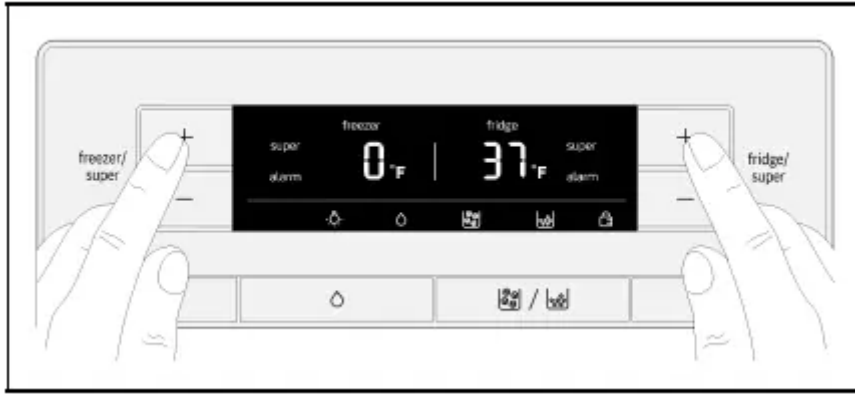 freezer fridge
+ super 0 °F 37 °F super +
freezer/ super alarm alarm fridge/ super
- -
/